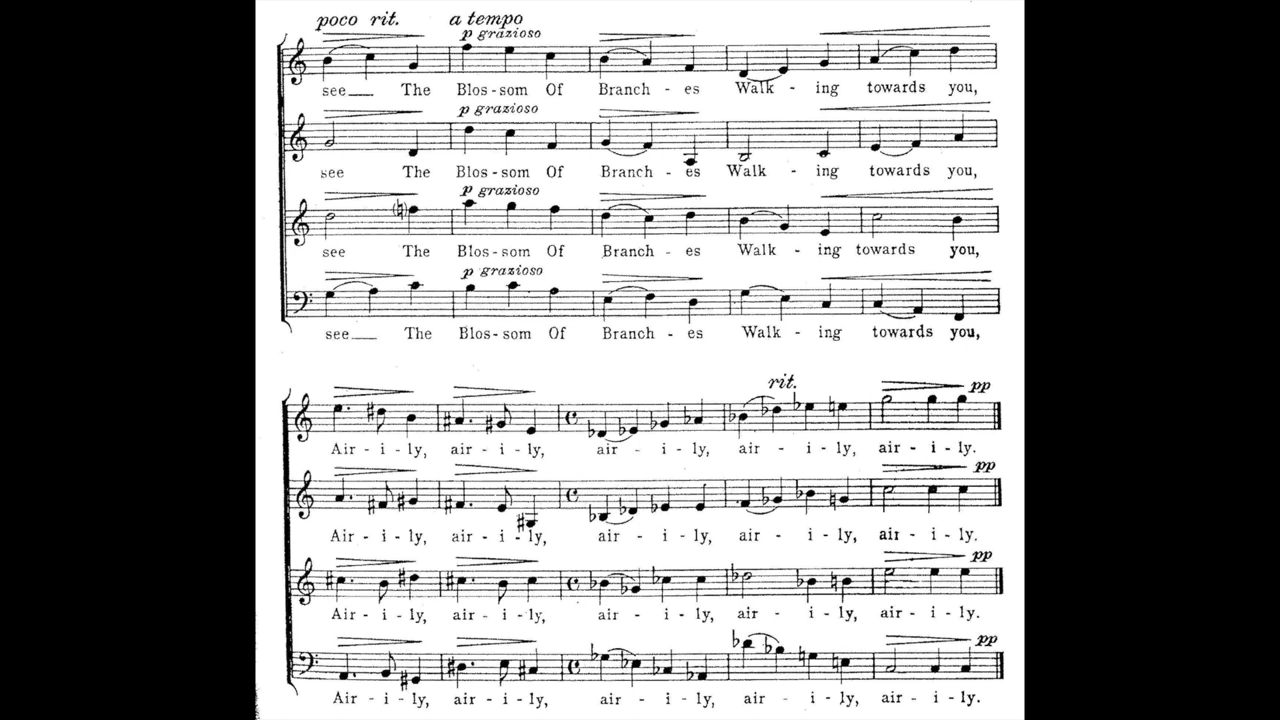 poco rit. a tempo
p grazioso
see The Blos-som Of Branch - es Walk - ing towards you,
p grazioso
see The Blos-som Of Branch - es Walk - ing towards you,
p grazioso
see The Blos-som Of Branch - es Walk - ing towards you,
p grazioso
see The Blos-som Of Branch - es Walk - ing towards you,
rit.
pp
Air - i - ly, air - i - ly, air - i - ly, air - i - ly, air - i - ly.
pp
Air - i - ly, air - i - ly, air - i - ly, air - i - ly, air - i - ly.
pp
Air - i - ly, air - i - ly, air - i - ly, air - i - ly, air - i - ly.
pp
Air - i - ly, air - i - ly, air - i - ly, air - i - ly, air - i - ly.